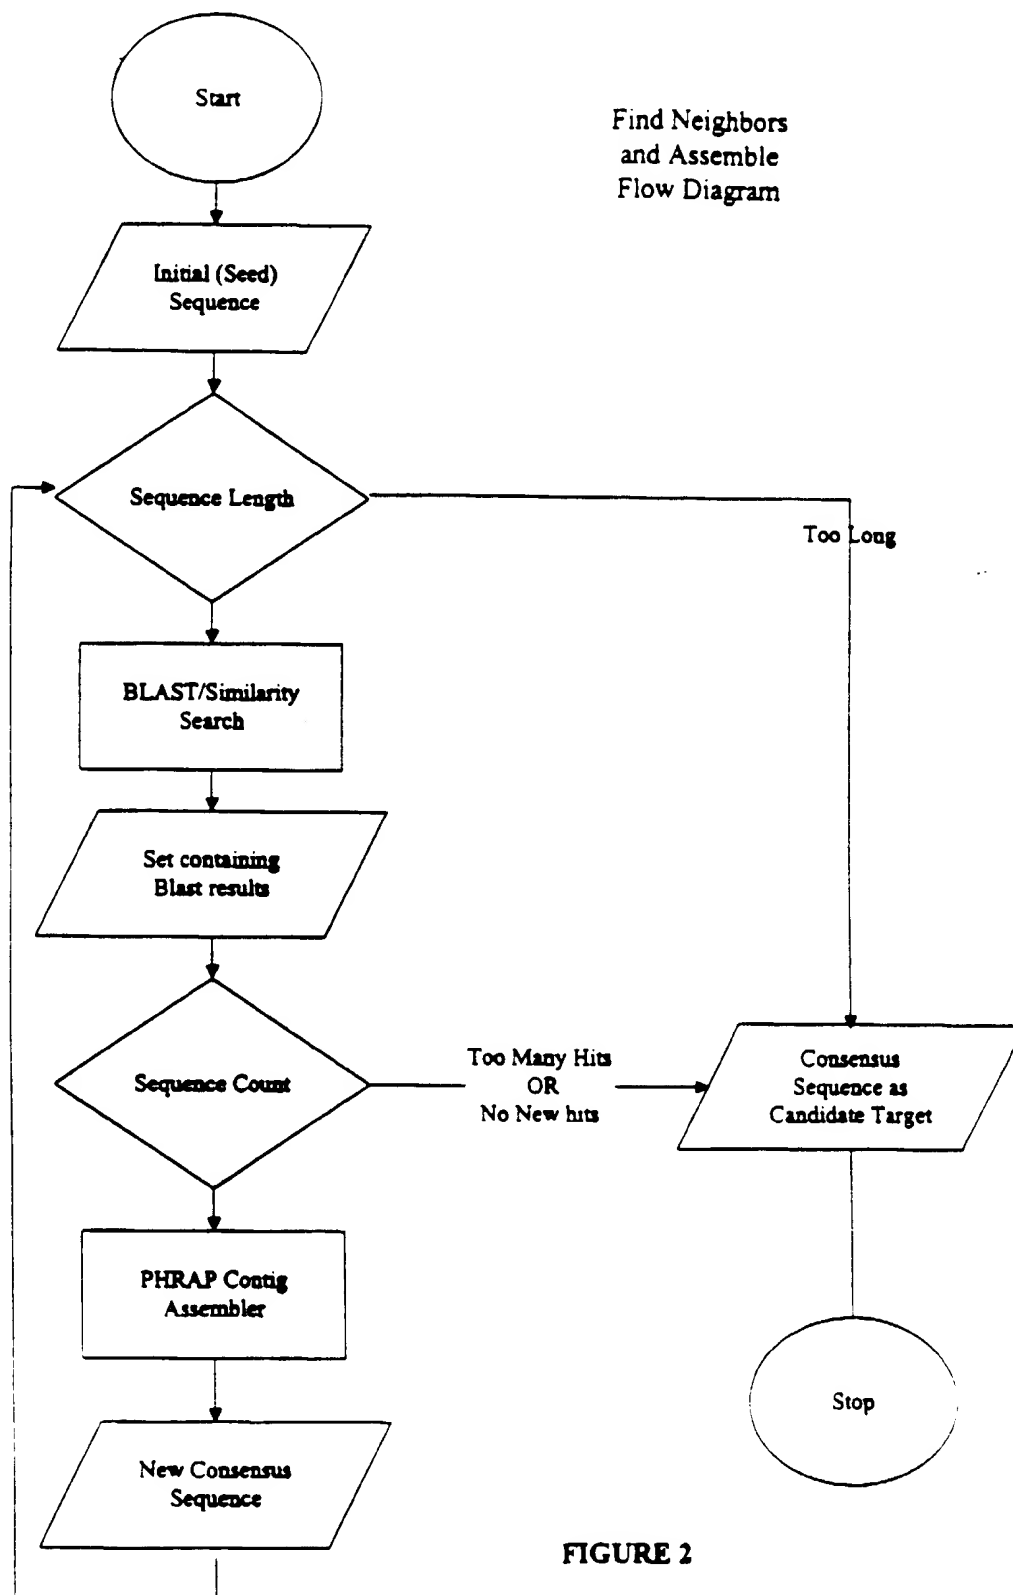 Start
Find Neighbors
and Assemble
Flow Diagram
Initial (Seed)
Sequence
Sequence Length
Too Long
BLAST/Similarity
Search
Set containing
Blast results
Sequence Count
Too Many Hits
OR
No New hits
Consensus
Sequence as
Candidate Target
PHRAP Contig
Assembler
Stop
New Consensus
Sequence
FIGURE 2